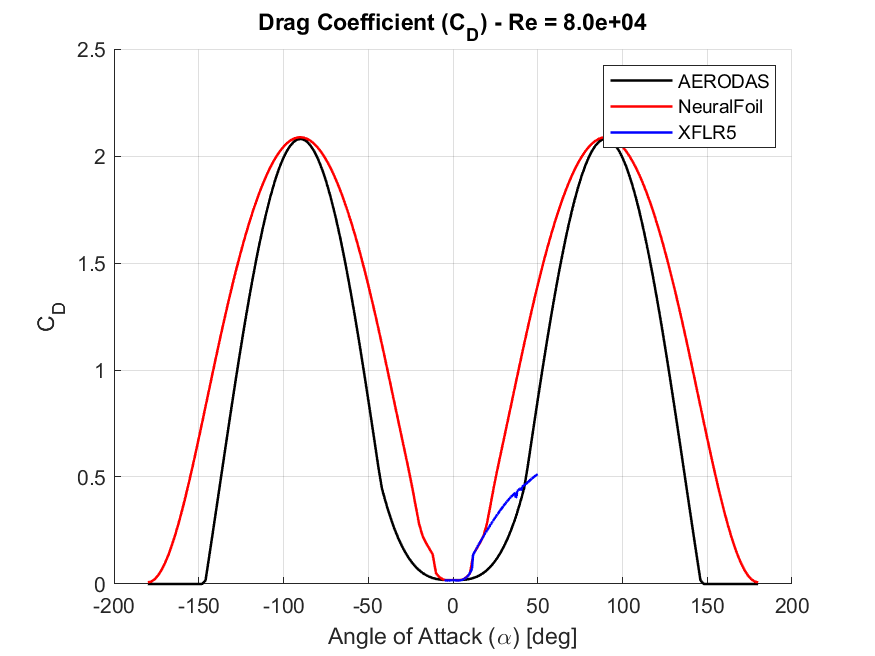 Drag Coefficient (C_D) - Re = 8.0e+04
AERODAS
NeuralFoil
XFLR5
2.5
2
1.5
1
0.5
0
C_D
-200 -150 -100 -50 0 50 100 150 200
Angle of Attack (α) [deg]